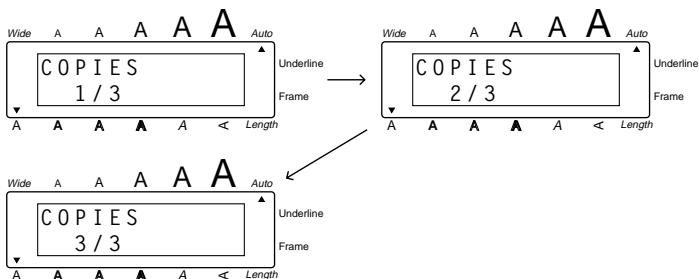 Wide A A A A A Auto
COPIES
1/3
Underline
Frame
A A A A A A Length
Wide A A A A A Auto
COPIES
2/3
Underline
Frame
A A A A A A Length
Wide A A A A A Auto
COPIES
3/3
Underline
Frame
A A A A A A Length